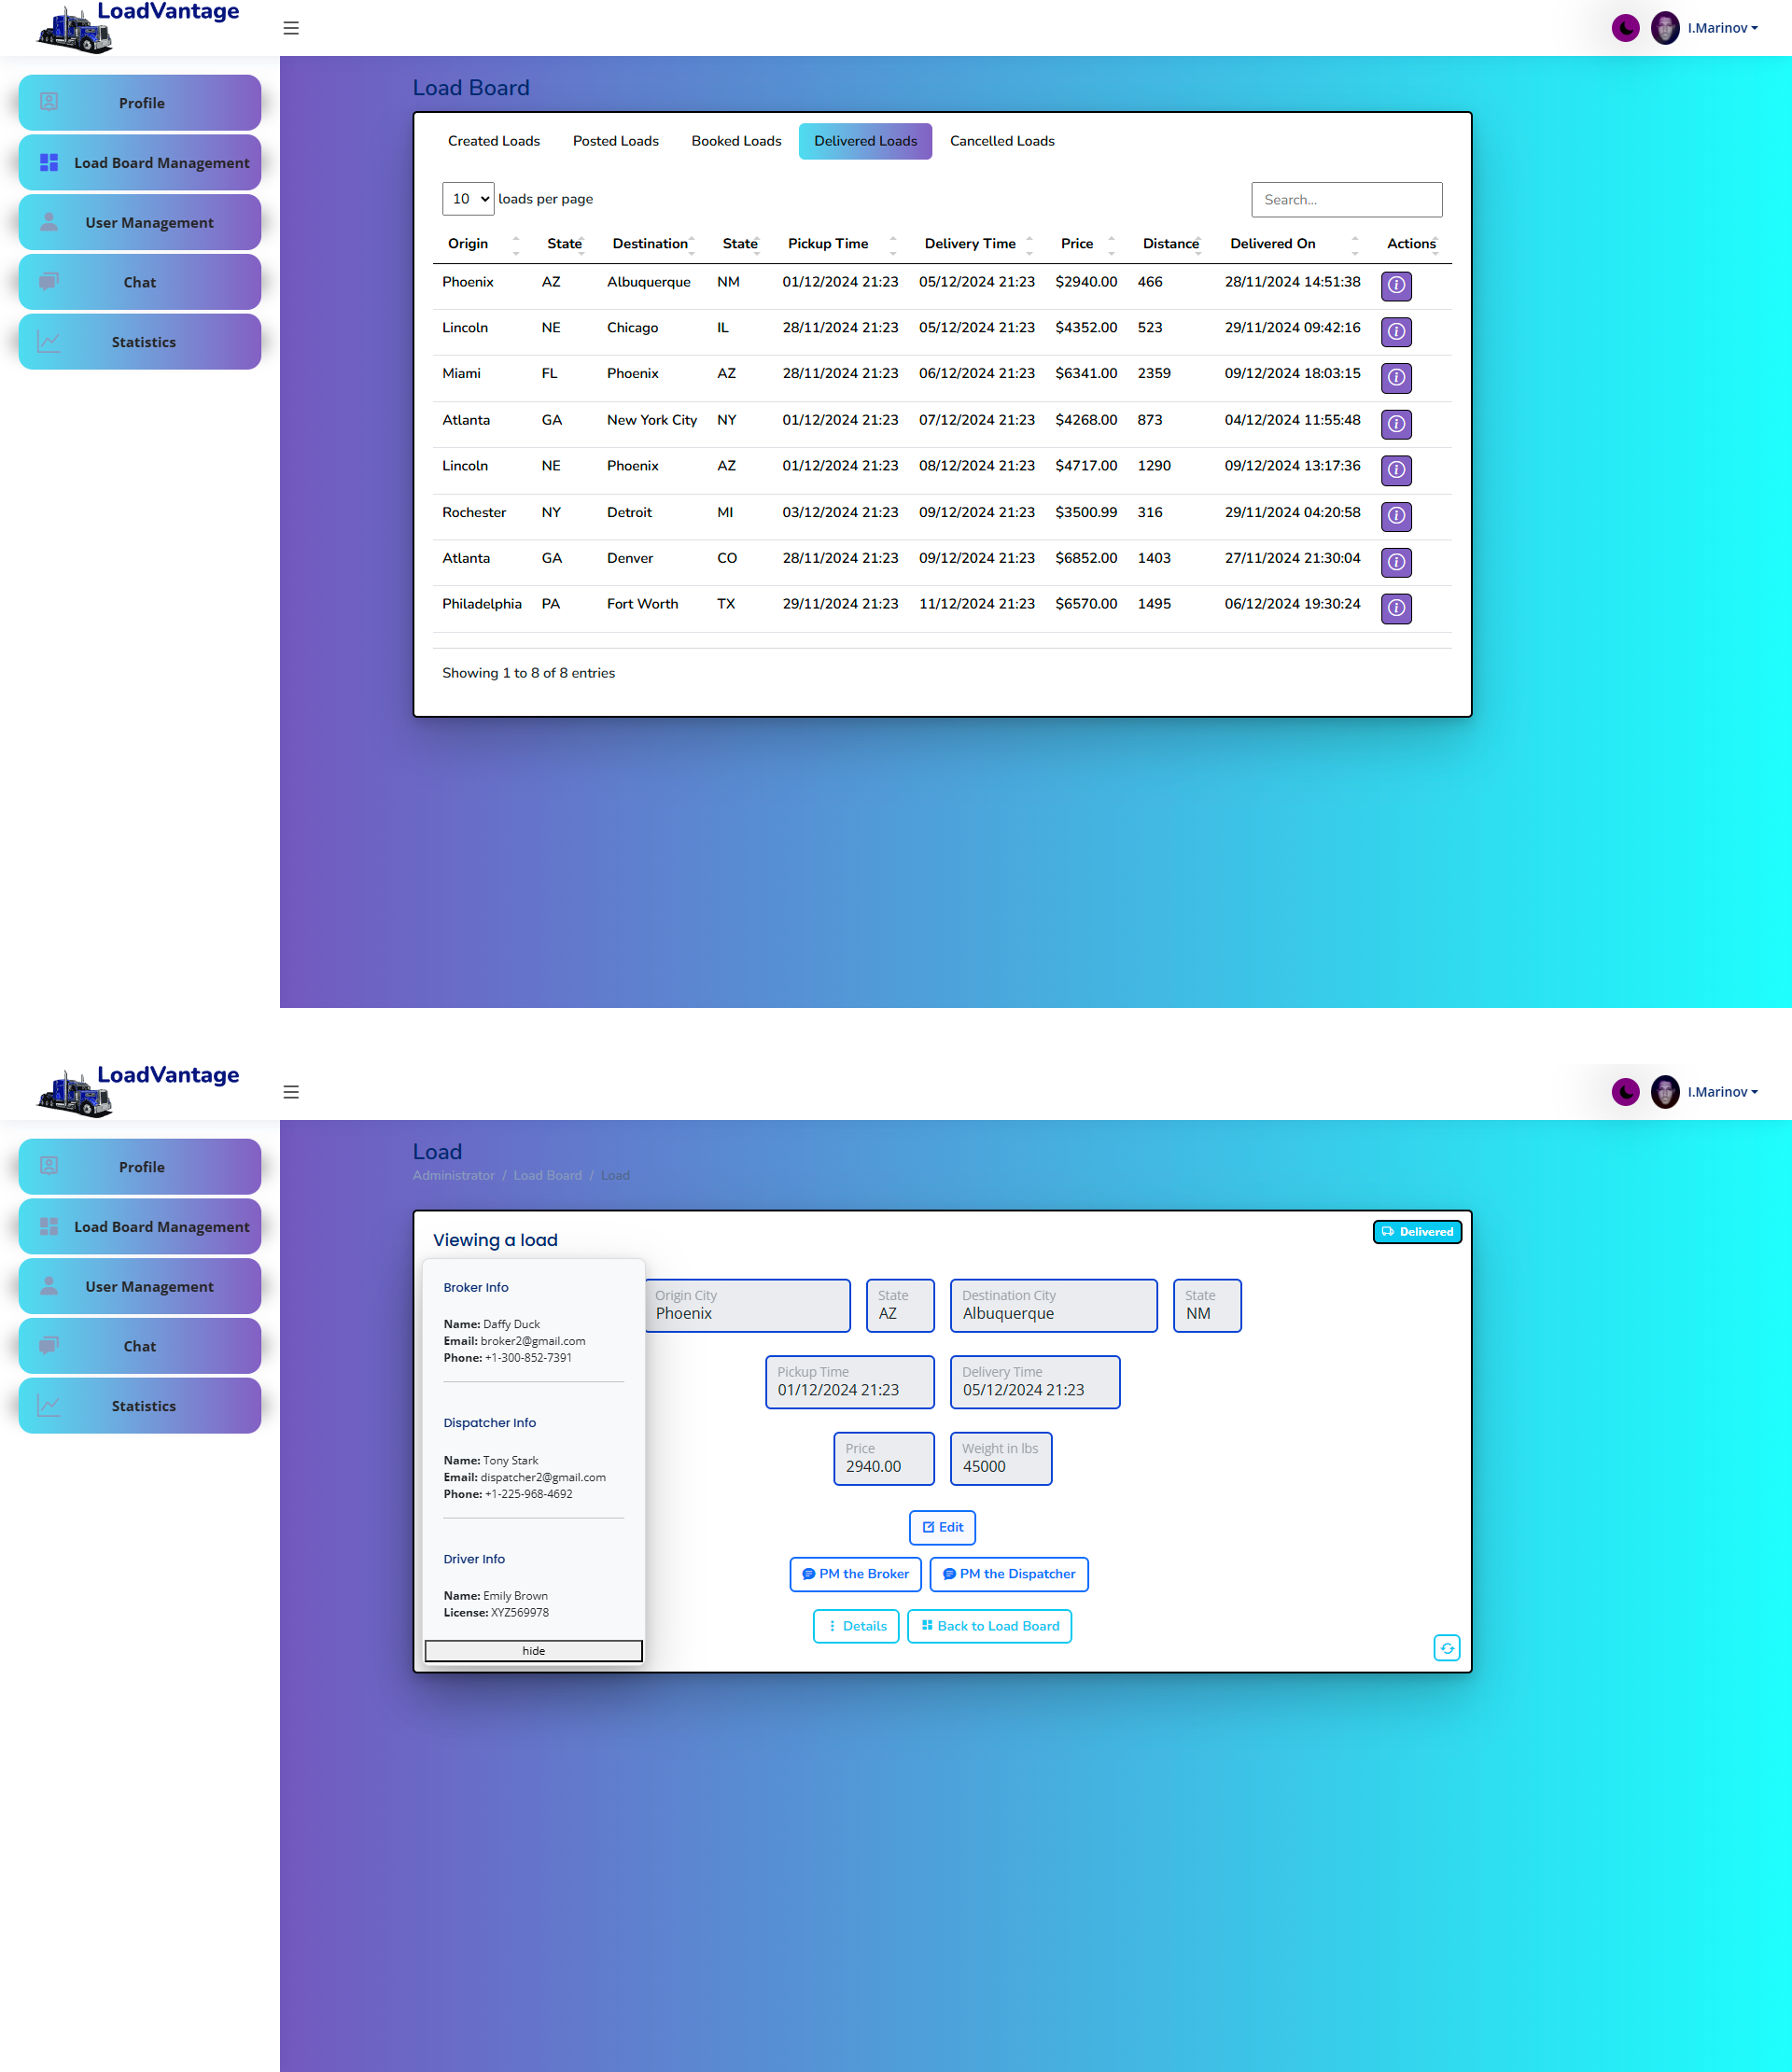 LoadVantage
I.Marinov
Profile
Load Board Management
User Management
Chat
Statistics
Load Board
Created Loads Posted Loads Booked Loads Delivered Loads Cancelled Loads
10 loads per page Search...
Origin State Destination State Pickup Time Delivery Time Price Distance Delivered On Actions
Phoenix AZ Albuquerque NM 01/12/2024 21:23 05/12/2024 21:23 $2940.00 466 28/11/2024 14:51:38
Lincoln NE Chicago IL 28/11/2024 21:23 05/12/2024 21:23 $4352.00 523 29/11/2024 09:42:16
Miami FL Phoenix AZ 28/11/2024 21:23 06/12/2024 21:23 $6341.00 2359 09/12/2024 18:03:15
Atlanta GA New York City NY 01/12/2024 21:23 07/12/2024 21:23 $4268.00 873 04/12/2024 11:55:48
Lincoln NE Phoenix AZ 01/12/2024 21:23 08/12/2024 21:23 $4717.00 1290 09/12/2024 13:17:36
Rochester NY Detroit MI 03/12/2024 21:23 09/12/2024 21:23 $3500.99 316 29/11/2024 04:20:58
Atlanta GA Denver CO 28/11/2024 21:23 09/12/2024 21:23 $6852.00 1403 27/11/2024 21:30:04
Philadelphia PA Fort Worth TX 29/11/2024 21:23 11/12/2024 21:23 $6570.00 1495 06/12/2024 19:30:24
Showing 1 to 8 of 8 entries
LoadVantage
I.Marinov
Profile
Load Board Management
User Management
Chat
Statistics
Load
Administrator / Load Board / Load
Viewing a load
Delivered
Broker Info
Name: Daffy Duck
Email: broker2@gmail.com
Phone: +1-300-852-7391
Dispatcher Info
Name: Tony Stark
Email: dispatcher2@gmail.com
Phone: +1-225-968-4692
Driver Info
Name: Emily Brown
License: XYZ569978
hide
Origin City State Destination City State
Phoenix AZ Albuquerque NM
Pickup Time Delivery Time
01/12/2024 21:23 05/12/2024 21:23
Price Weight in lbs
2940.00 45000
Edit
PM the Broker PM the Dispatcher
Details Back to Load Board